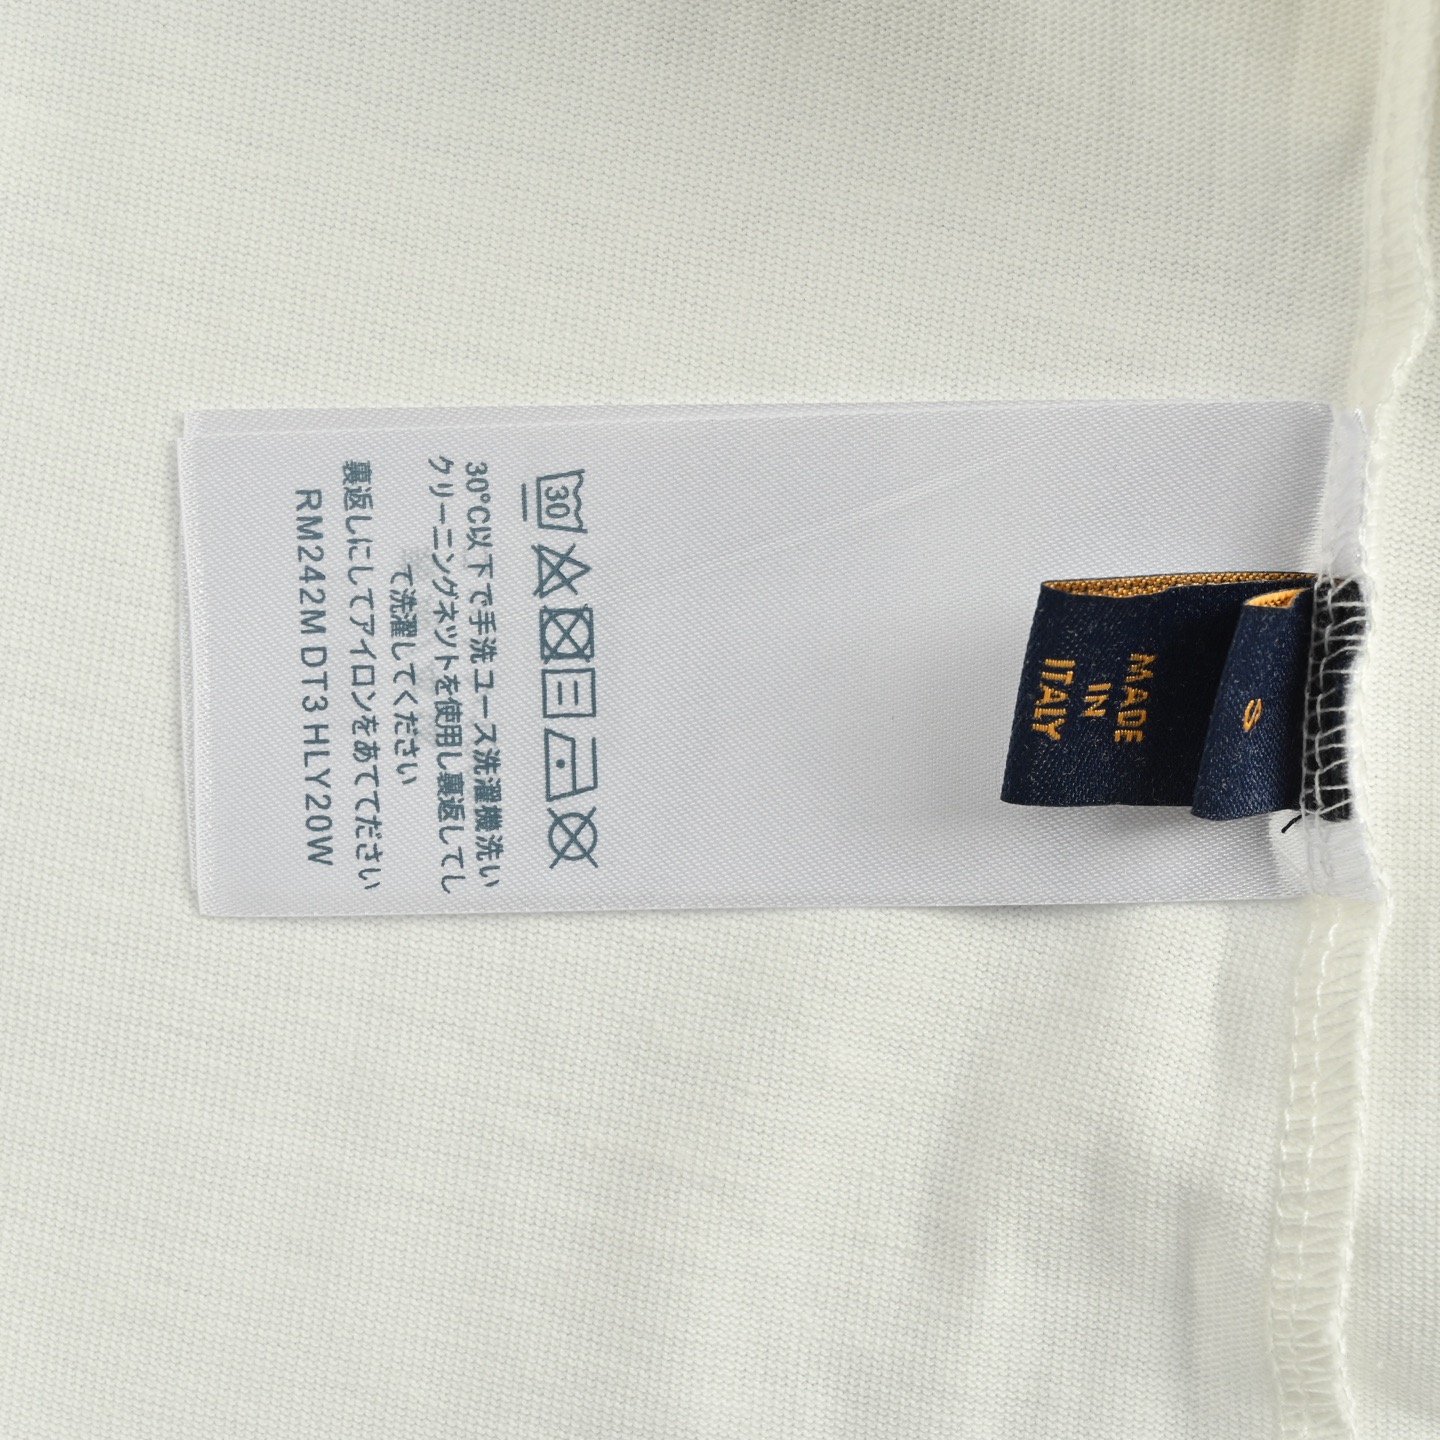 30
30°C以下で手洗ユース洗濯機洗い
クリーニングネツトを使用し裏返してし
て洗濯してください
裏返しにしてアイロンをあててださい
RM242M DT3 HLY20W
MADE
IN
ITALY